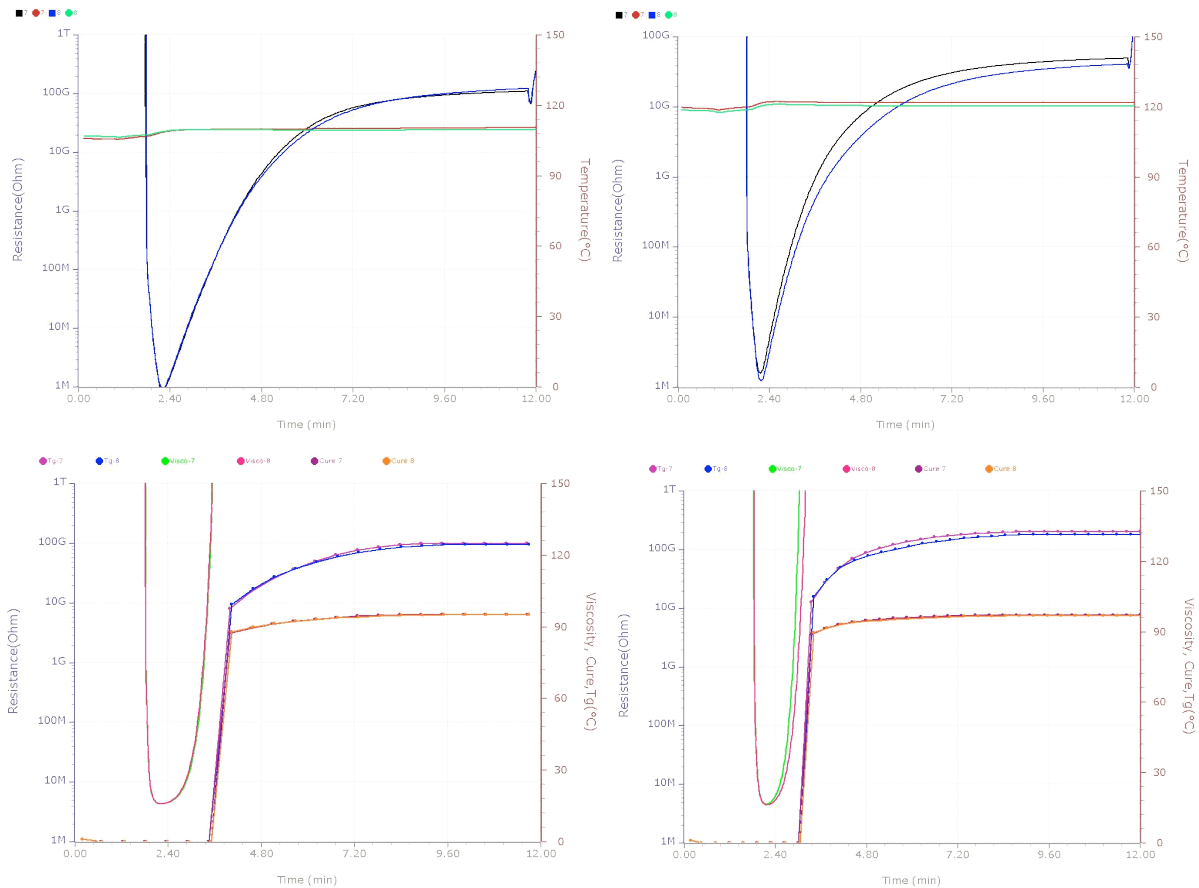 7 7 8 8
1T
100G
10G
1G
100M
10M
1M
150
120
90
60
30
0
0.00 2.40 4.80 7.20 9.60 12.00
Resistance(Ohm)
Temperature(°C)
Time (min)
7 7 8 8
100G
10G
1G
100M
10M
1M
150
120
90
60
30
0
0.00 2.40 4.80 7.20 9.60 12.00
Resistance(Ohm)
Temperature(°C)
Time (min)
Tg-7 Tg-8 Visco-7 Visco-8 Cure-7 Cure-8
1T
100G
10G
1G
100M
10M
1M
150
120
90
60
30
0
0.00 2.40 4.80 7.20 9.60 12.00
Resistance(Ohm)
Viscosity, Cure,Tg(°C)
Time (min)
Tg-7 Tg-8 Visco-7 Visco-8 Cure-7 Cure-8
1T
100G
10G
1G
100M
10M
1M
150
120
90
60
30
0
0.00 2.40 4.80 7.20 9.60 12.00
Resistance(Ohm)
Viscosity, Cure,Tg(°C)
Time (min)